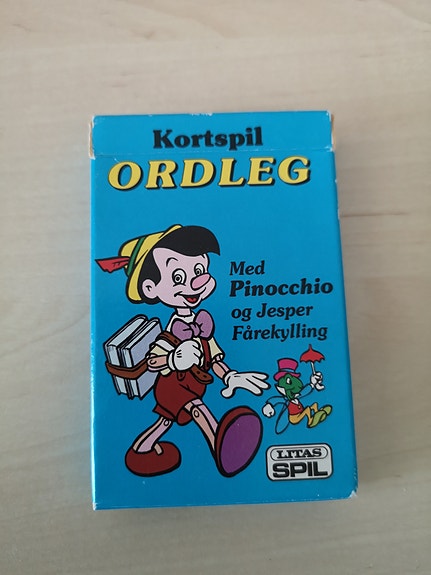 Kortspil
ORDLEG
Med
Pinocchio
og Jesper
Fårekylling
LITAS
SPIL